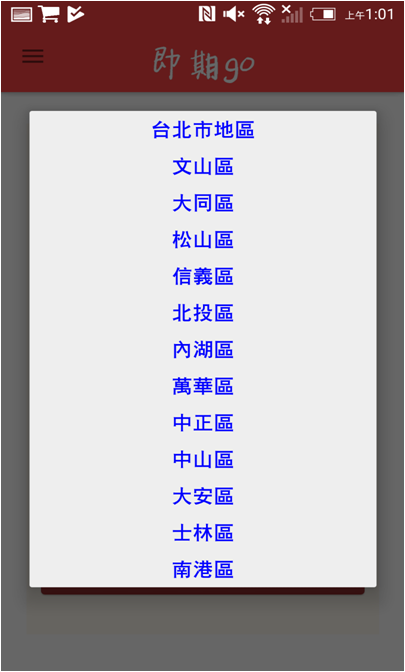 上午1:01
即期go
台北市地區
文山區
大同區
松山區
信義區
北投區
內湖區
萬華區
中正區
中山區
大安區
士林區
南港區